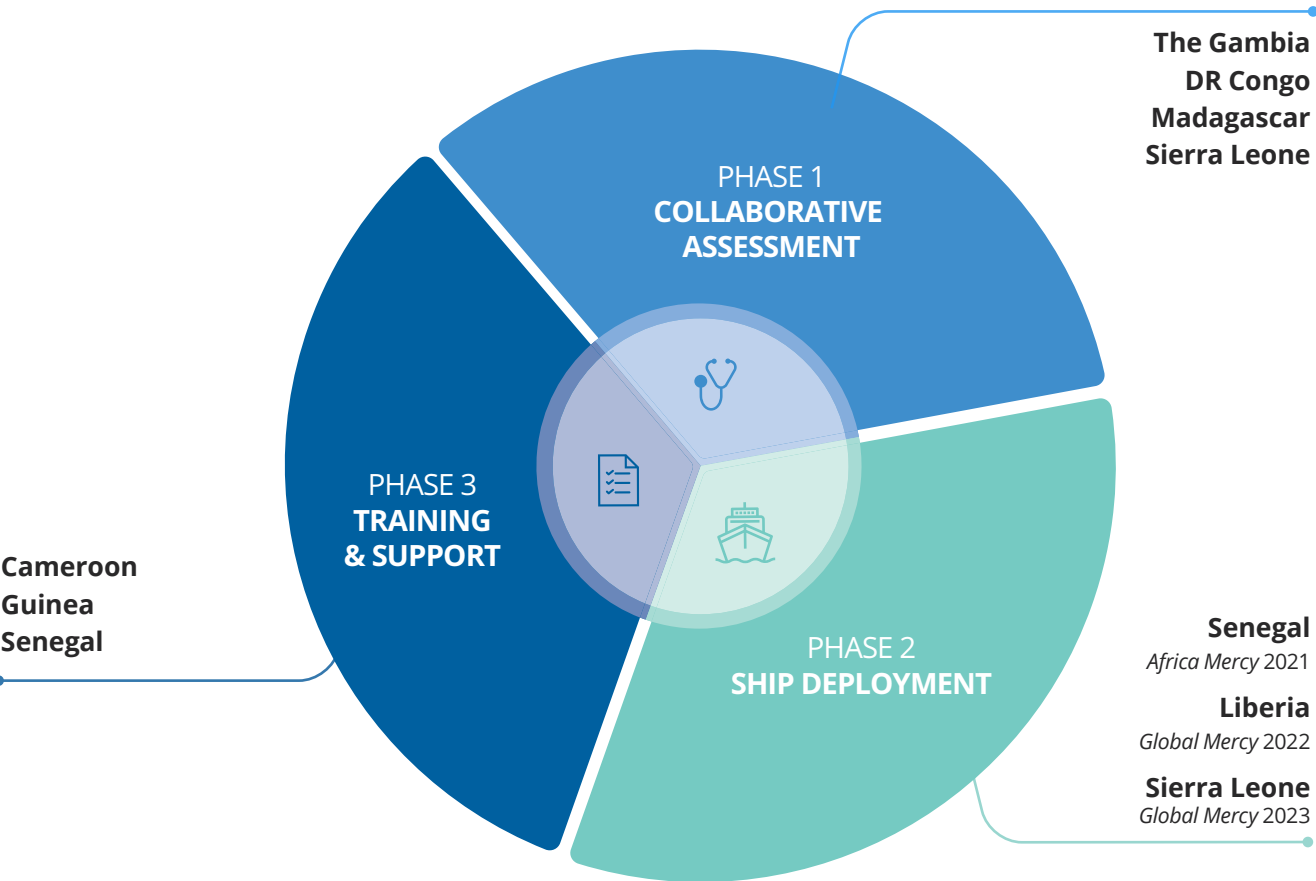 The Gambia
DR Congo
Madagascar
Sierra Leone
PHASE 1
COLLABORATIVE
ASSESSMENT
PHASE 3
TRAINING
& SUPPORT
Cameroon
Guinea
Senegal
PHASE 2
SHIP DEPLOYMENT
Senegal
Africa Mercy 2021
Liberia
Global Mercy 2022
Sierra Leone
Global Mercy 2023